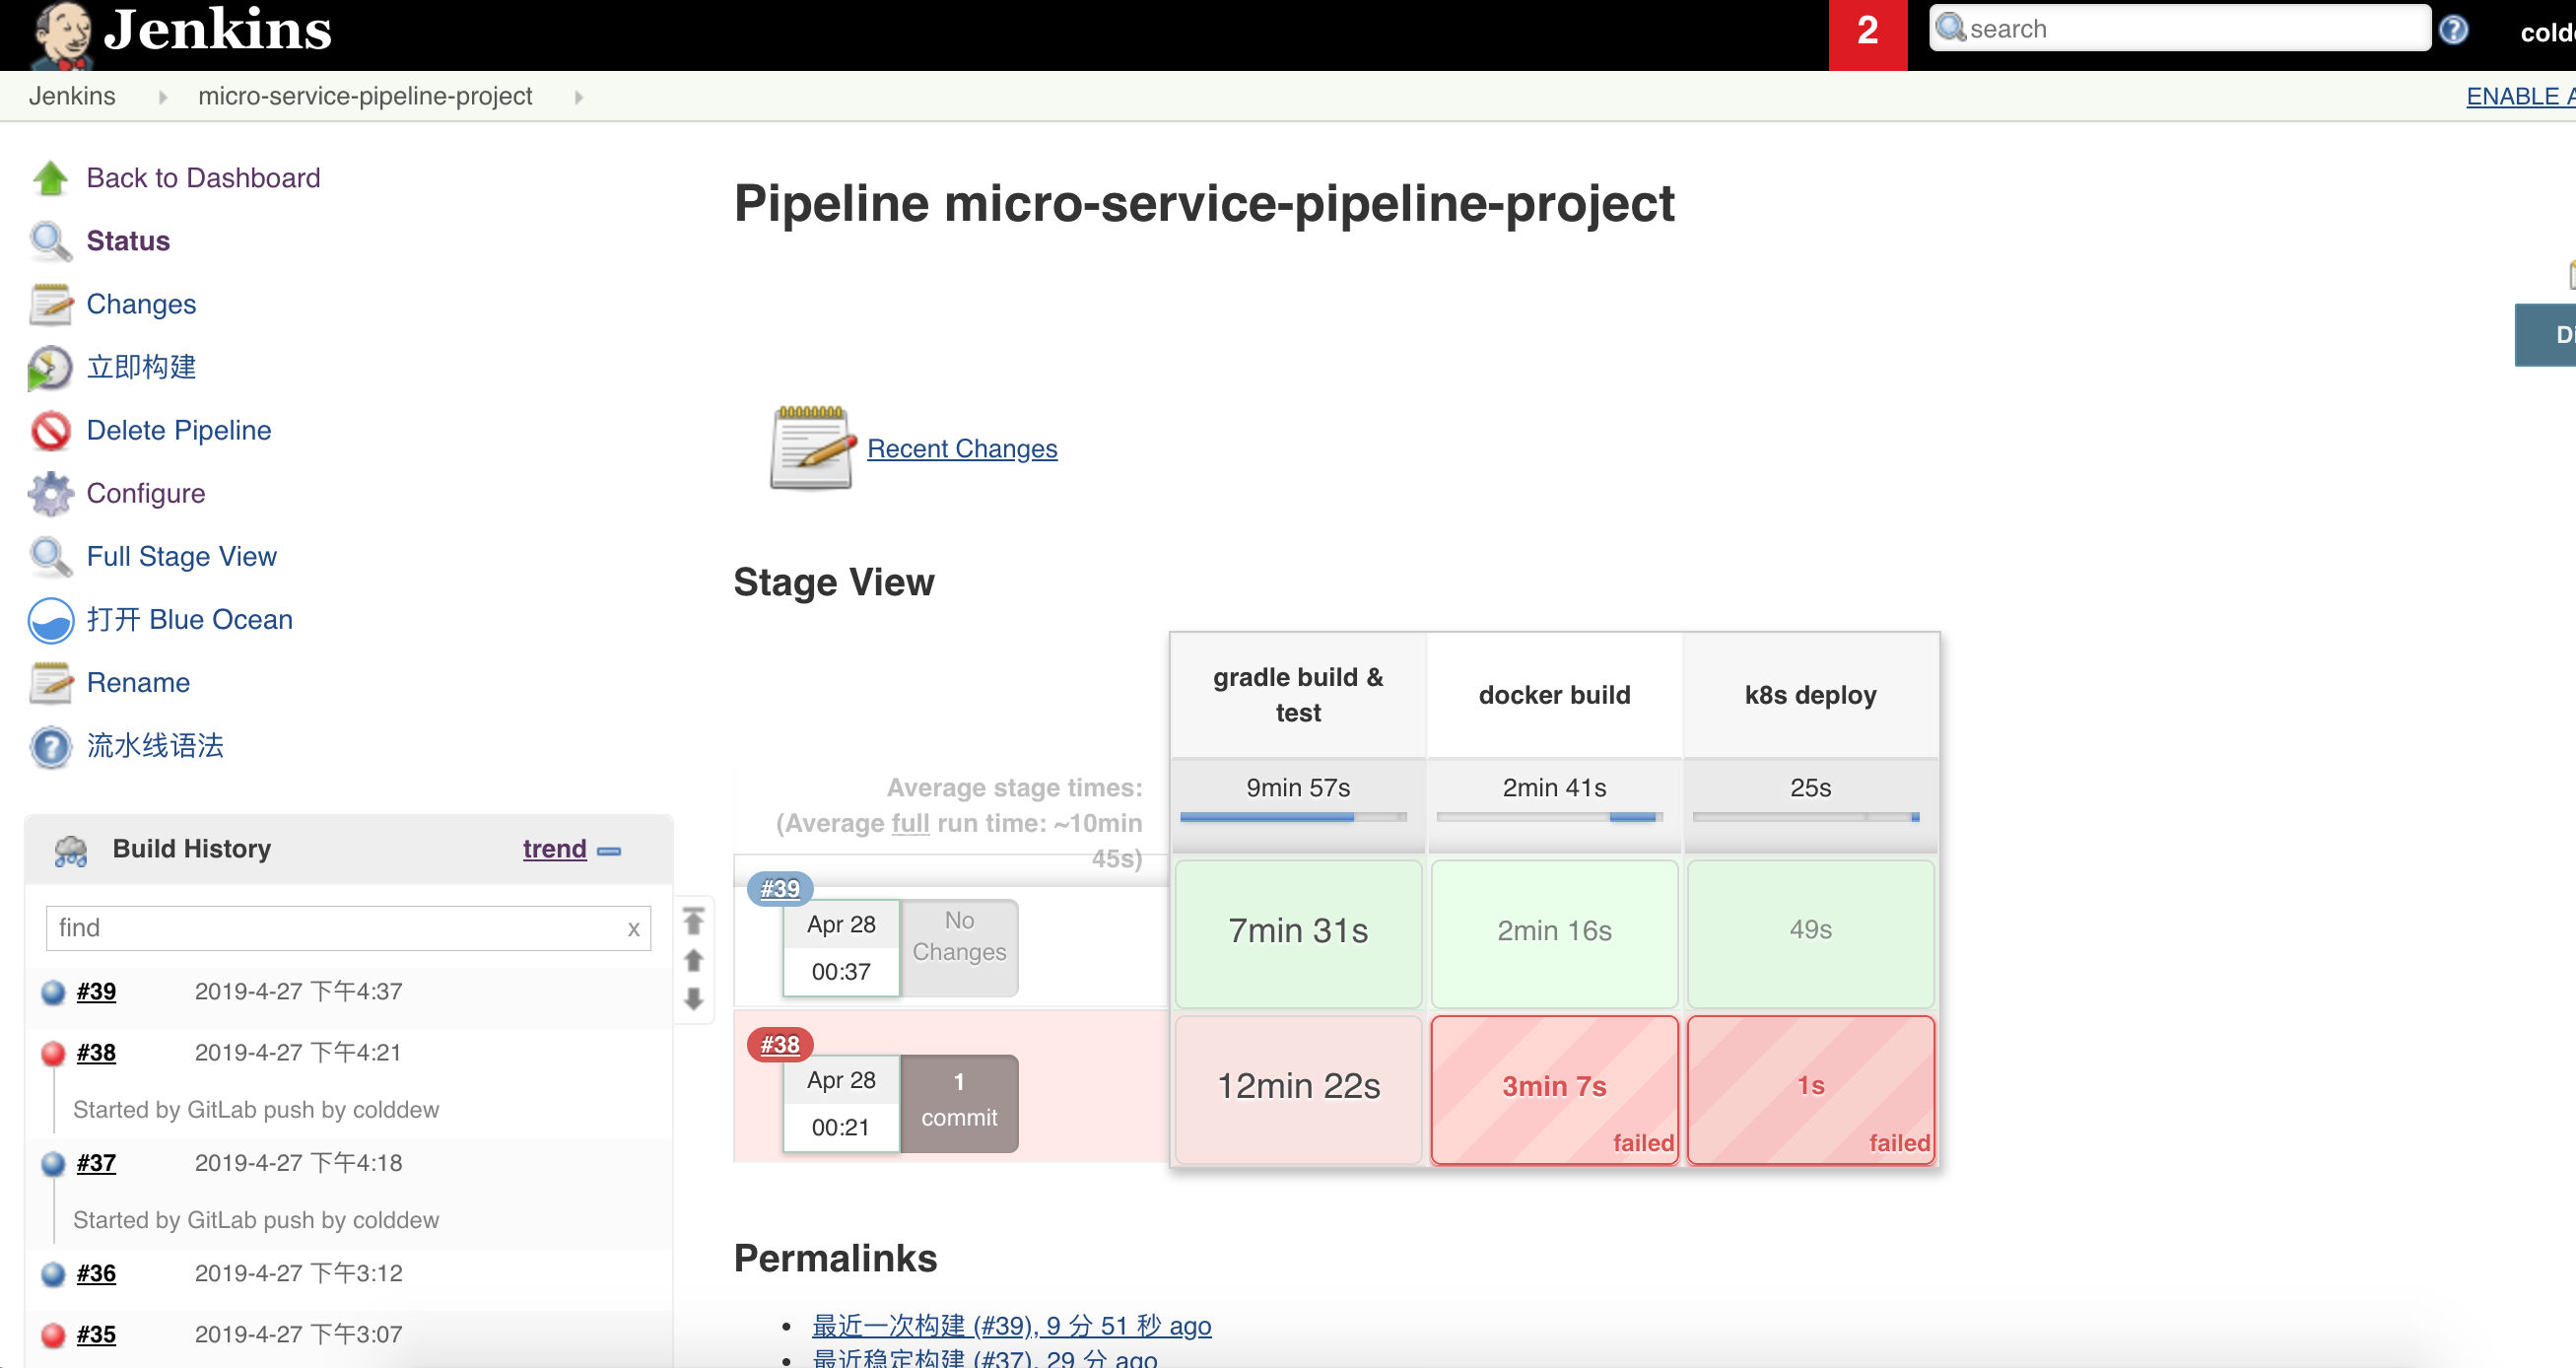 Jenkins
2
search
?
cold
Jenkins
micro-service-pipeline-project
ENABLE A
Back to Dashboard
Status
Changes
立即构建
Delete Pipeline
Configure
Full Stage View
打开 Blue Ocean
Rename
流水线语法
Build History
trend
find
x
#39
2019-4-27 下午4:37
#38
2019-4-27 下午4:21
Started by GitLab push by colddew
#37
2019-4-27 下午4:18
Started by GitLab push by colddew
#36
2019-4-27 下午3:12
#35
2019-4-27 下午3:07
Pipeline micro-service-pipeline-project
Recent Changes
Stage View
gradle build &
test
docker build
k8s deploy
Average stage times:
(Average full run time: ~10min
45s)
9min 57s
2min 41s
25s
#39
Apr 28
00:37
No
Changes
7min 31s
2min 16s
49s
#38
Apr 28
00:21
1
commit
12min 22s
3min 7s
failed
1s
failed
Permalinks
最近一次构建 (#39), 9 分 51 秒 ago
最近稳定构建 (#37), 29 分 ago